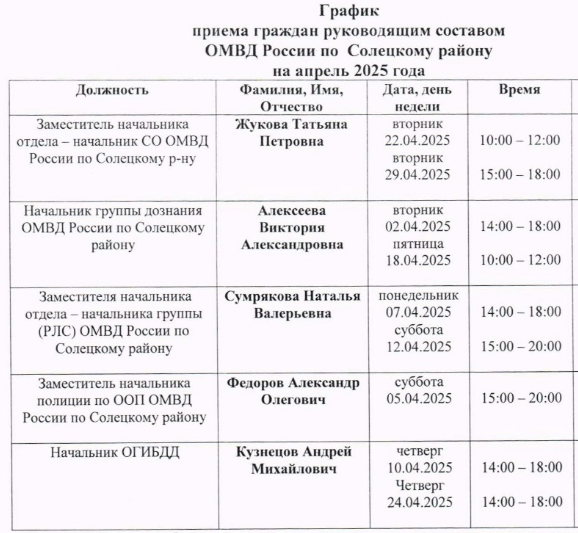 График
приема граждан руководящим составом
ОМВД России по Солецкому району
на апрель 2025 года
Должность
Фамилия, Имя,
Отчество
Дата, день
недели
Время
Заместитель начальника
отдела – начальник СО ОМВД
России по Солецкому р-ну
Жукова Татьяна
Петровна
вторник
22.04.2025
вторник
29.04.2025
10:00 – 12:00
15:00 – 18:00
Начальник группы дознания
ОМВД России по Солецкому
району
Алексеева
Виктория
Александровна
вторник
02.04.2025
пятница
18.04.2025
14:00 – 18:00
10:00 – 12:00
Заместителя начальника
отдела – начальника группы
(РЛС) ОМВД России по
Солецкому району
Сумрякова Наталья
Валерьевна
понедельник
07.04.2025
суббота
12.04.2025
14:00 – 18:00
15:00 – 20:00
Заместитель начальника
полиции по ООП ОМВД
России по Солецкому району
Федоров Александр
Олегович
суббота
05.04.2025
15:00 – 20:00
Начальник ОГИБДД
Кузнецов Андрей
Михайлович
четверг
10.04.2025
Четверг
24.04.2025
14:00 – 18:00
14:00 – 18:00